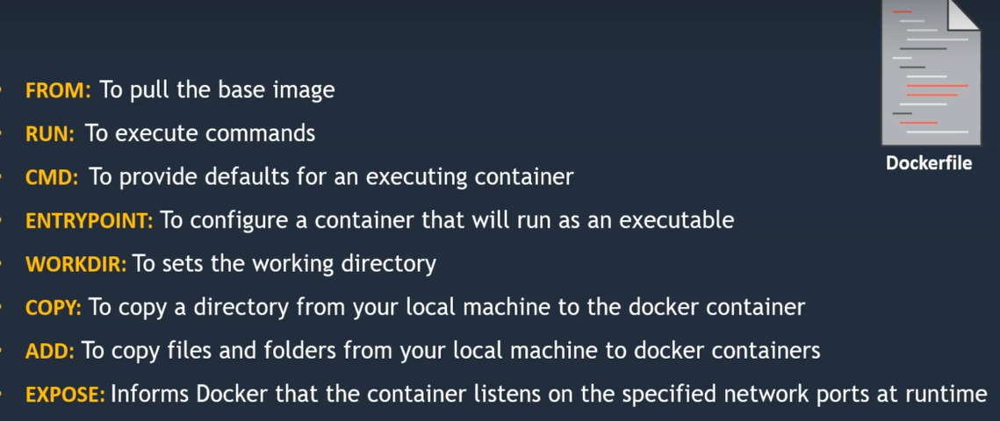 FROM: To pull the base image
RUN: To execute commands
CMD: To provide defaults for an executing container
ENTRYPOINT: To configure a container that will run as an executable
WORKDIR: To sets the working directory
COPY: To copy a directory from your local machine to the docker container
ADD: To copy files and folders from your local machine to docker containers
EXPOSE: Informs Docker that the container listens on the specified network ports at runtime
Dockerfile